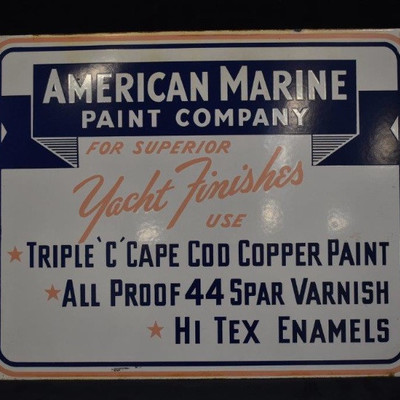 AMERICAN MARINE
PAINT COMPANY
FOR SUPERIOR
Yacht Finishes
USE
★ TRIPLE 'C' CAPE COD COPPER PAINT
★ ALL PROOF 44 SPAR VARNISH
★ HI TEX ENAMELS